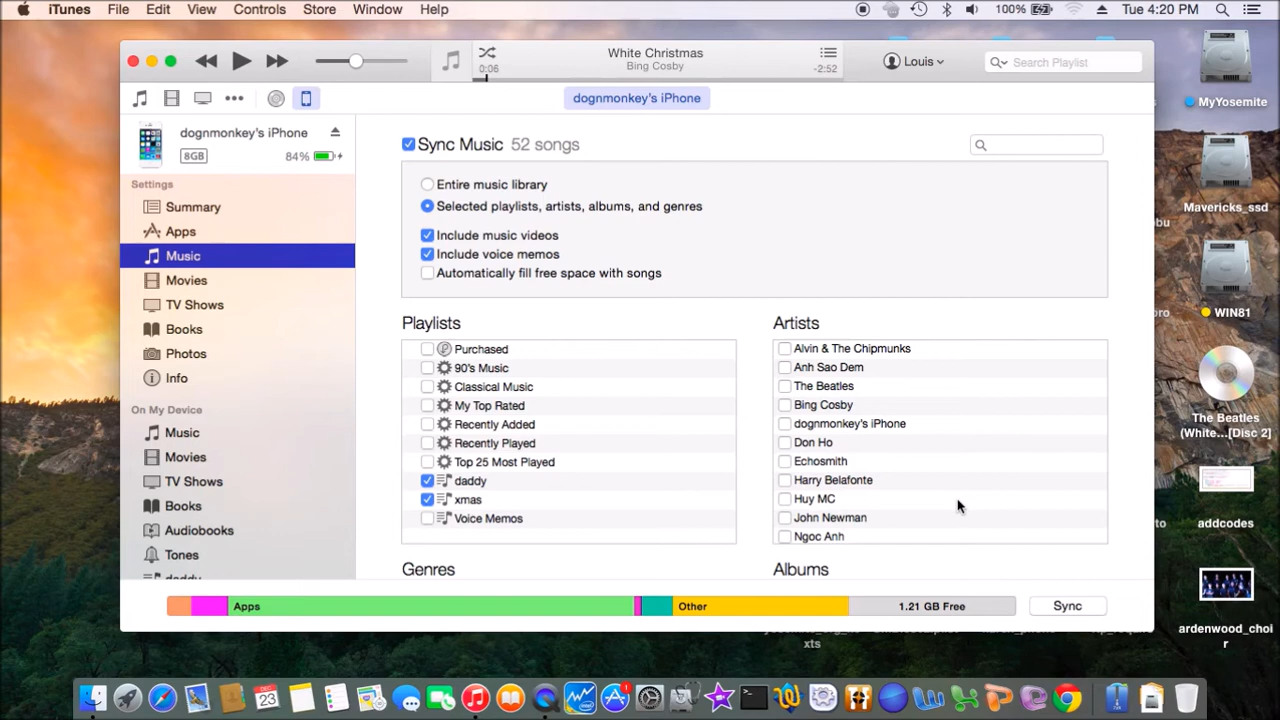 iTunes File Edit View Controls Store Window Help
100% Tue 4:20 PM
White Christmas
Bing Cosby
0:06
-2:52
Louis
Search Playlist
dognmonkey's iPhone
dognmonkey's iPhone
8GB
84%
Settings
Summary
Apps
Music
Movies
TV Shows
Books
Photos
Info
On My Device
Music
Movies
TV Shows
Books
Audiobooks
Tones
daddy
Sync Music 52 songs
Entire music library
Selected playlists, artists, albums, and genres
Include music videos
Include voice memos
Automatically fill free space with songs
Playlists
Purchased
90's Music
Classical Music
My Top Rated
Recently Added
Recently Played
Top 25 Most Played
daddy
xmas
Voice Memos
Artists
Alvin & The Chipmunks
Anh Sao Dem
The Beatles
Bing Cosby
dognmonkey's iPhone
Don Ho
Echosmith
Harry Belafonte
Huy MC
John Newman
Ngoc Anh
Genres
Albums
Apps
Other
1.21 GB Free
Sync
MyYosemite
Mavericks_ssd
WIN81
The Beatles
(White...[Disc 2]
addcodes
ardenwood_choi
r
xts
DEC
23
1